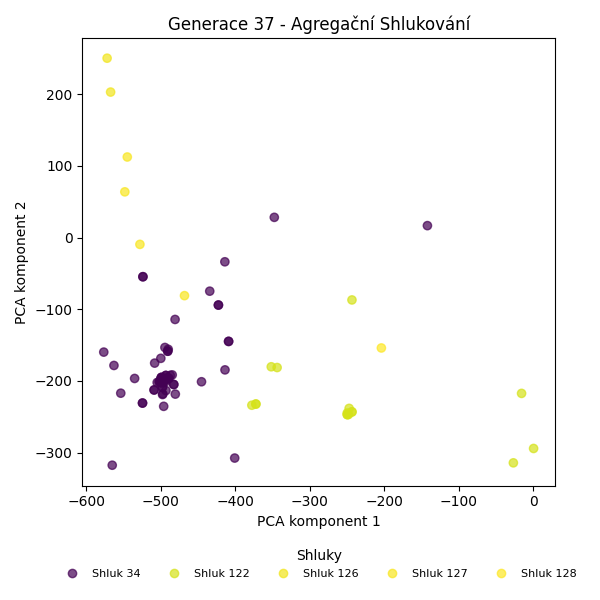 Generace 37 - Agregační Shlukování
PCA komponent 2
200
100
0
−100
−200
−300
−600
−500
−400
−300
−200
−100
0
PCA komponent 1
Shluky
Shluk 34
Shluk 122
Shluk 126
Shluk 127
Shluk 128